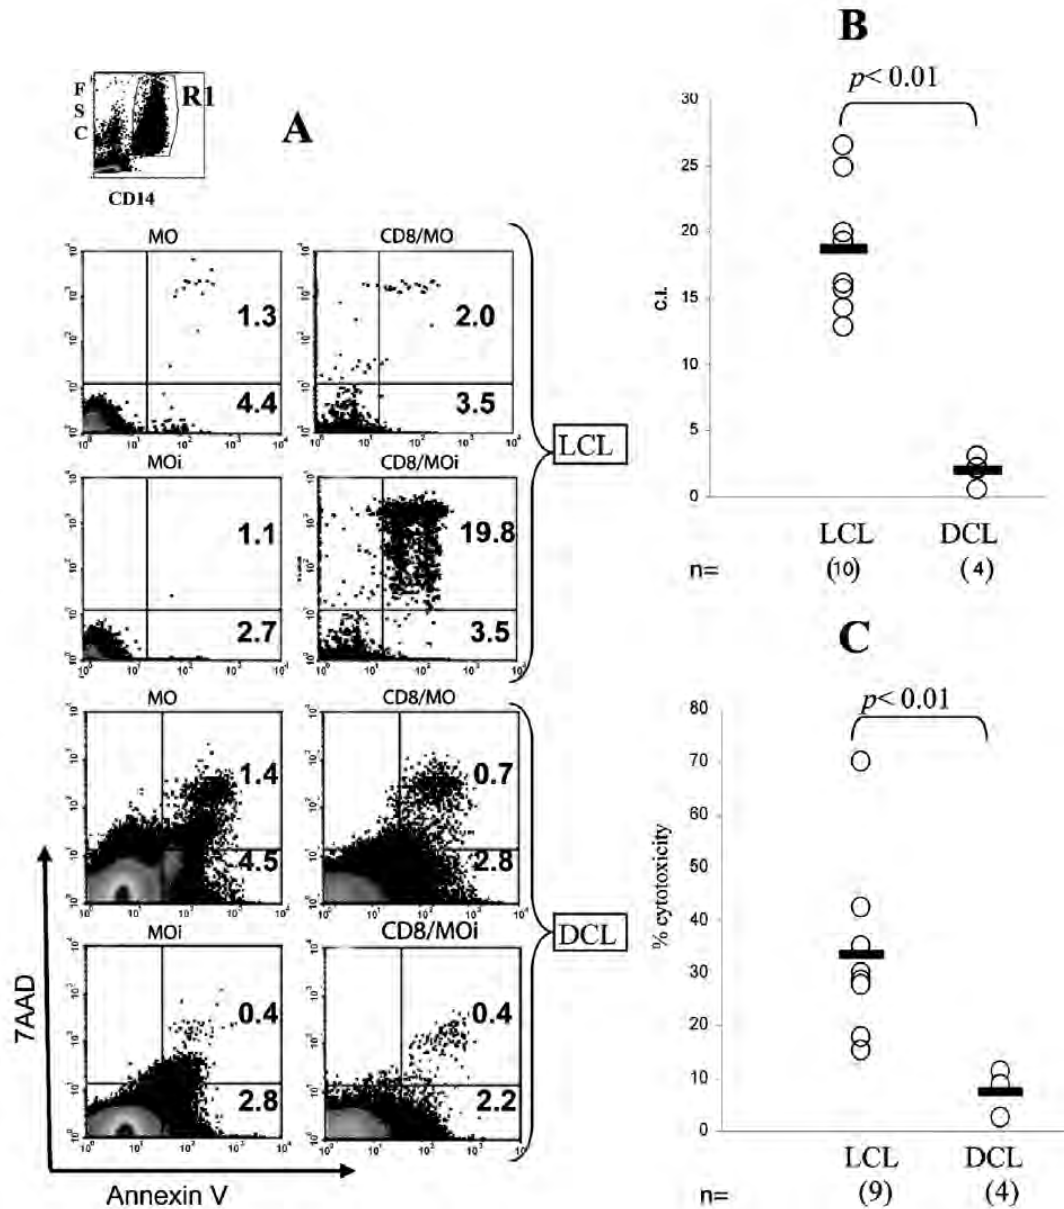 A
F
S
C
R1
CD14
MO
CD8/MO
1.3
2.0
4.4
3.5
MOi
CD8/MOi
1.1
19.8
2.7
3.5
LCL
MO
CD8/MO
1.4
0.7
4.5
2.8
MOi
CD8/MOi
0.4
0.4
2.8
2.2
DCL
7AAD
Annexin V
B
p< 0.01
30
25
20
15
10
5
0
c.i.
LCL DCL
n= (10) (4)
C
p< 0.01
80
70
60
50
40
30
20
10
0
% cytotoxicity
LCL DCL
n= (9) (4)